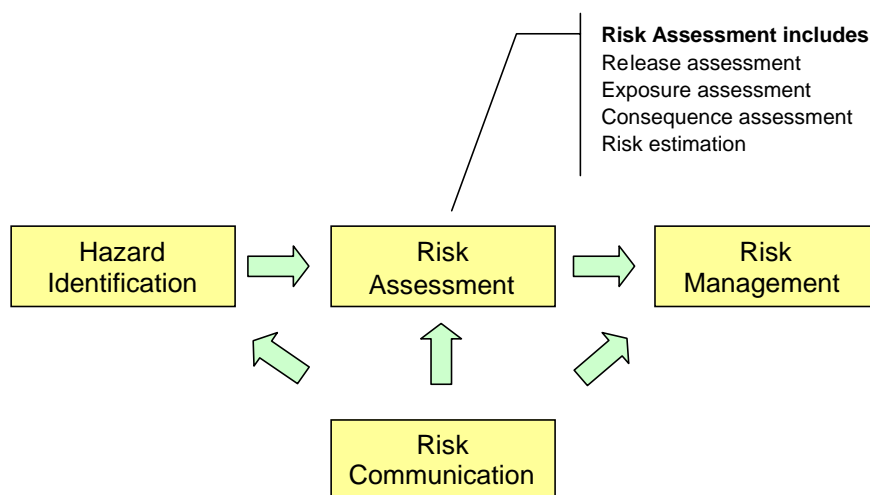 Risk Assessment includes
Release assessment
Exposure assessment
Consequence assessment
Risk estimation
Hazard
Identification
Risk
Assessment
Risk
Management
Risk
Communication